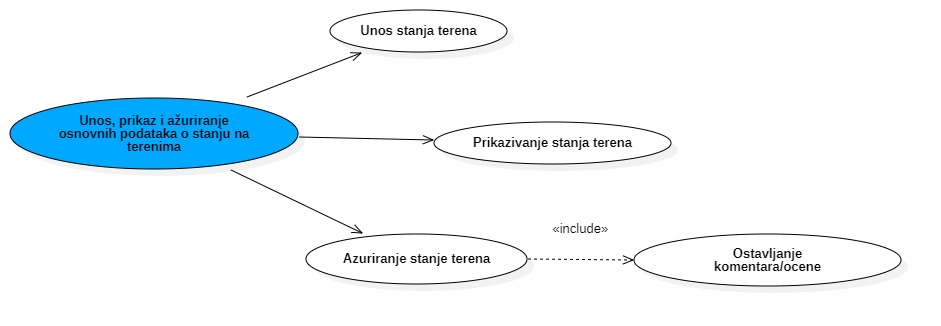 Unos stanja terena
Unos, prikaz i ažuriranje
osnovnih podataka o stanju na
terenima
Prikazivanje stanja terena
«include»
Azuriranje stanje terena
Ostavljanje
komentara/ocene